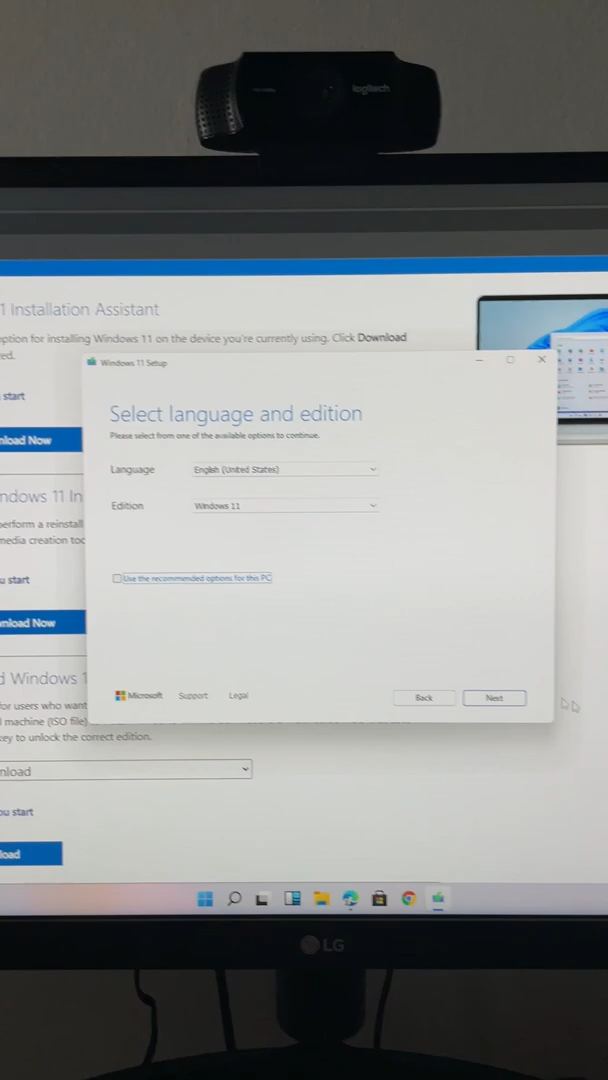 logitech
1 Installation Assistant
ption for installing Windows 11 on the device you're currently using. Click Download
ed.
start
nload Now
ndows 11 In
perform a reinstall
media creation too
u start
nload Now
d Windows 1
for users who want
l machine (ISO file)
key to unlock the correct edition.
nload
ou start
load
Windows 11 Setup
Select language and edition
Please select from one of the available options to continue.
Language English (United States)
Edition Windows 11
Use the recommended options for this PC
Microsoft Support Legal
Back Next
LG